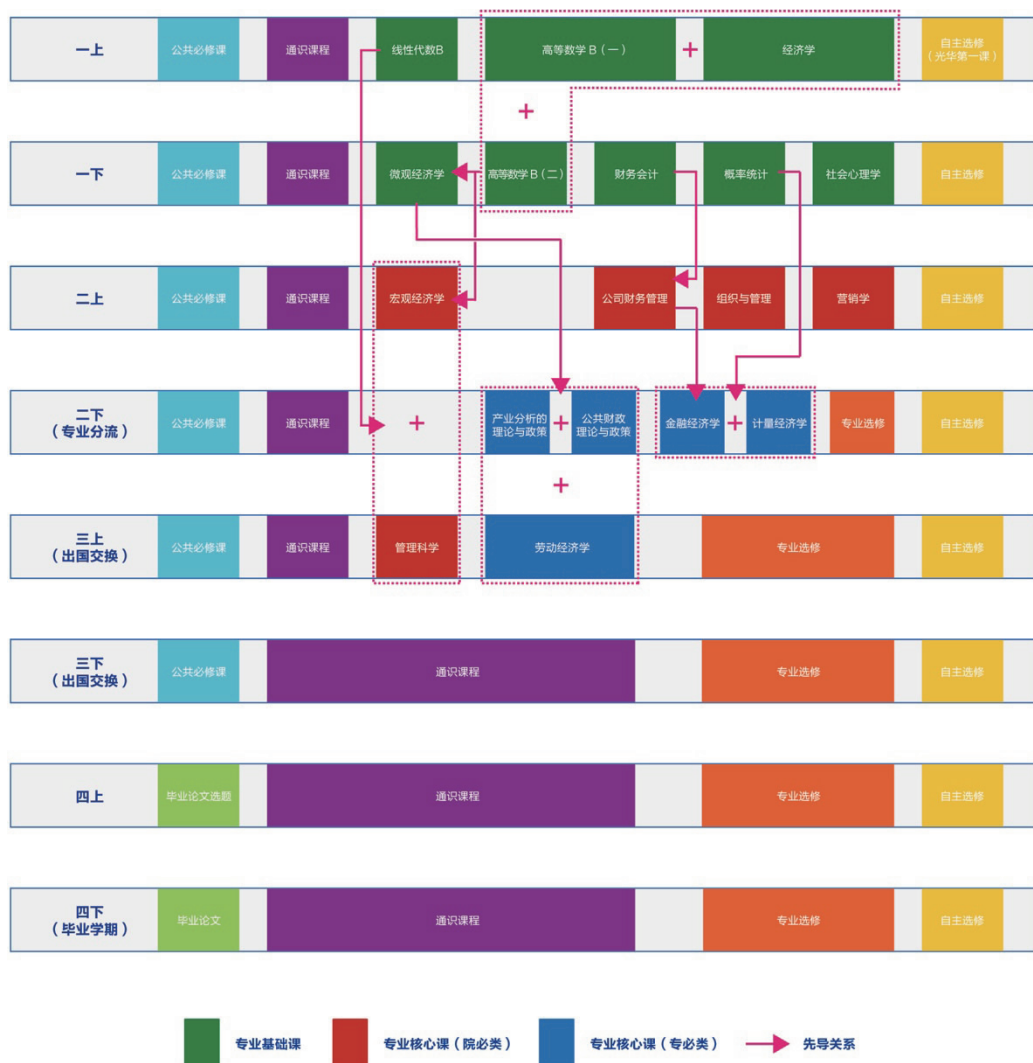 一上
公共必修课
通识课程
线性代数B
高等数学B（一）
+
经济学
自主选修
（光华第一课）
+
一下
公共必修课
通识课程
微观经济学
高等数学B（二）
财务会计
概率统计
社会心理学
自主选修
二上
公共必修课
通识课程
宏观经济学
公司财务管理
组织与管理
营销学
自主选修
二下
（专业分流）
公共必修课
通识课程
+
产业分析的
理论与政策
+
公共财政
理论与政策
金融经济学
+
计量经济学
专业选修
自主选修
+
三上
（出国交换）
公共必修课
通识课程
管理科学
劳动经济学
专业选修
自主选修
三下
（出国交换）
公共必修课
通识课程
专业选修
自主选修
四上
毕业论文选题
通识课程
专业选修
自主选修
四下
（毕业学期）
毕业论文
通识课程
专业选修
自主选修
专业基础课
专业核心课（院必类）
专业核心课（专必类）
先导关系